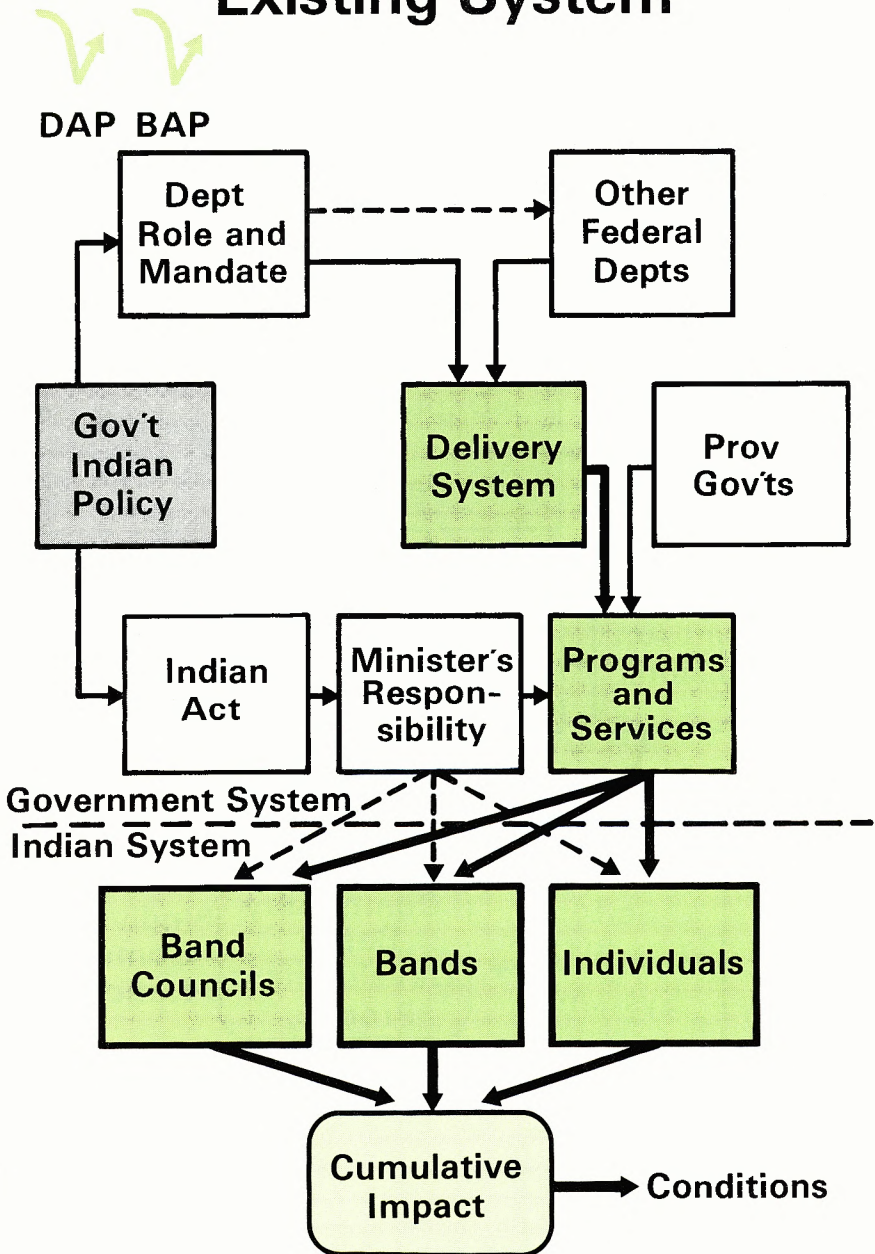 Existing System
DAP BAP
Dept
Role and
Mandate
Other
Federal
Depts
Gov't
Indian
Policy
Delivery
System
Prov
Gov'ts
Indian
Act
Minister's
Respon-
sibility
Programs
and
Services
Government System
Indian System
Band
Councils
Bands
Individuals
Cumulative
Impact
Conditions